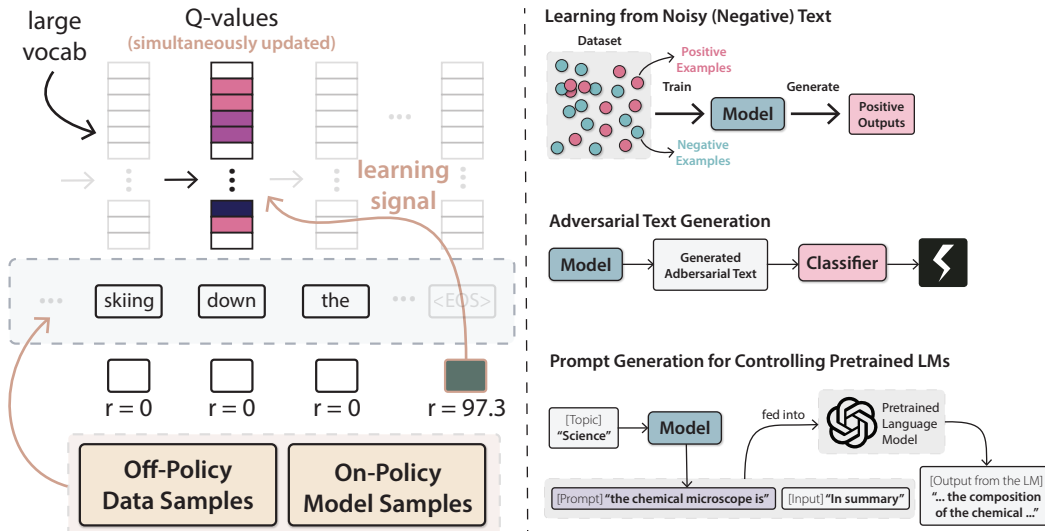 large
vocab
Q-values
(simultaneously updated)
...
learning
signal
... skiing down the ... <EOS>
r = 0 r = 0 r = 0 r = 97.3
Off-Policy
Data Samples
On-Policy
Model Samples
Learning from Noisy (Negative) Text
Dataset
Positive
Examples
Train
Model
Generate
Positive
Outputs
Negative
Examples
Adversarial Text Generation
Model
Generated
Adversarial Text
Classifier
Prompt Generation for Controlling Pretrained LMs
[Topic]
"Science"
Model
fed into
Pretrained
Language
Model
[Prompt] "the chemical microscope is" [Input] "In summary"
[Output from the LM]
"... the composition
of the chemical ..."